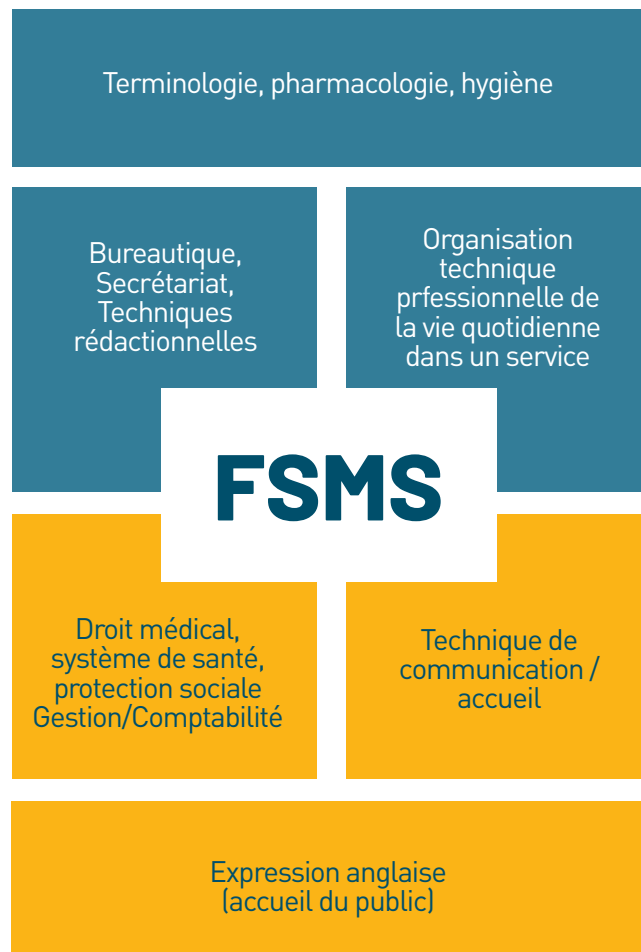 Terminologie, pharmacologie, hygiène
Bureautique,
Secrétariat,
Techniques
rédactionnelles
Organisation
technique
prfessionnelle de
la vie quotidienne
dans un service
FSMS
Droit médical,
système de santé,
protection sociale
Gestion/Comptabilité
Technique de
communication /
accueil
Expression anglaise
(accueil du public)